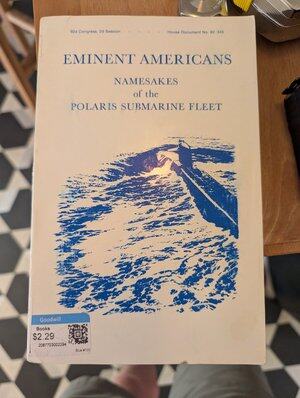 92d Congress, 2d Session - - - - House Document No. 92-345
EMINENT AMERICANS
NAMESAKES
of the
POLARIS SUBMARINE FLEET
Goodwill
Books
$2.29